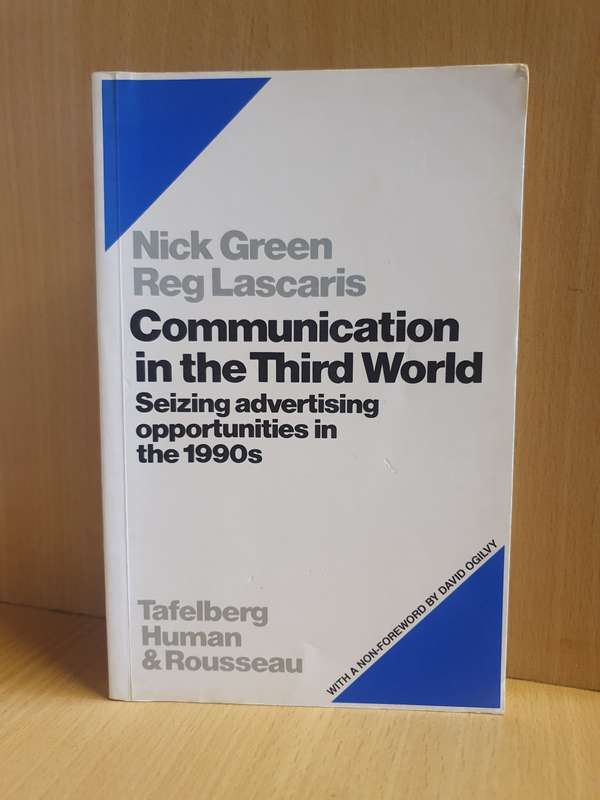 Nick Green
Reg Lascaris
Communication
in the Third World
Seizing advertising
opportunities in
the 1990s
Tafelberg
Human
& Rousseau
WITH A NON-FOREWORD BY DAVID OGILVY